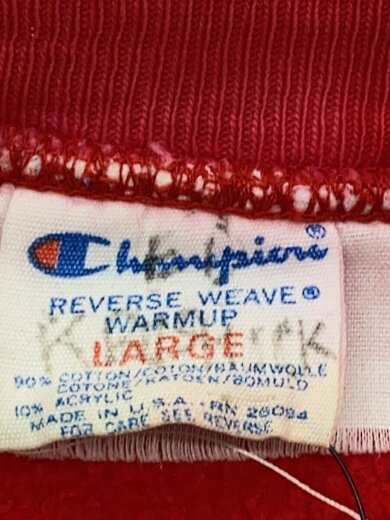 Champion
REVERSE WEAVE®
WARMUP
LARGE
90% COTTON/COTON/BAUMWOLLE
COTONE/KATOEN/BOMULD
10% ACRYLIC
MADE IN U.S.A. RN 26094
FOR CARE SEE REVERSE